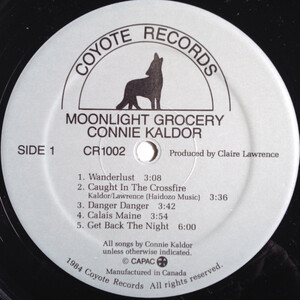 COYOTE RECORDS
MOONLIGHT GROCERY
CONNIE KALDOR
SIDE 1
CR1002
Produced by Claire Lawrence
1. Wanderlust 3:08
2. Caught In The Crossfire
Kaldor/Lawrence (Haidozo Music) 3:36
3. Danger Danger 3:42
4. Calais Maine 5:54
5. Get Back The Night 6:00
All songs by Connie Kaldor
unless otherwise indicated.
© CAPAC
Manufactured in Canada
1984 Coyote Records. All rights reserved.